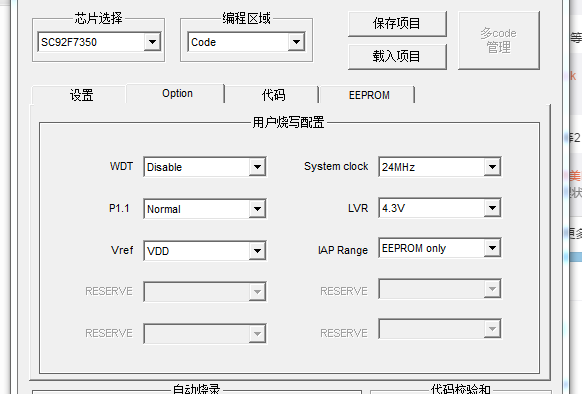 芯片选择
编程区域
保存项目
SC92F7350
Code
载入项目
多code
管理
设置
Option
代码
EEPROM
用户烧写配置
WDT
Disable
System clock
24MHz
P1.1
Normal
LVR
4.3V
Vref
VDD
IAP Range
EEPROM only
RESERVE
RESERVE
RESERVE
RESERVE
自动烧录
代码校验和
等
k
美